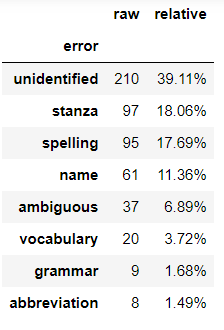 raw relative
error
unidentified 210 39.11%
stanza 97 18.06%
spelling 95 17.69%
name 61 11.36%
ambiguous 37 6.89%
vocabulary 20 3.72%
grammar 9 1.68%
abbreviation 8 1.49%